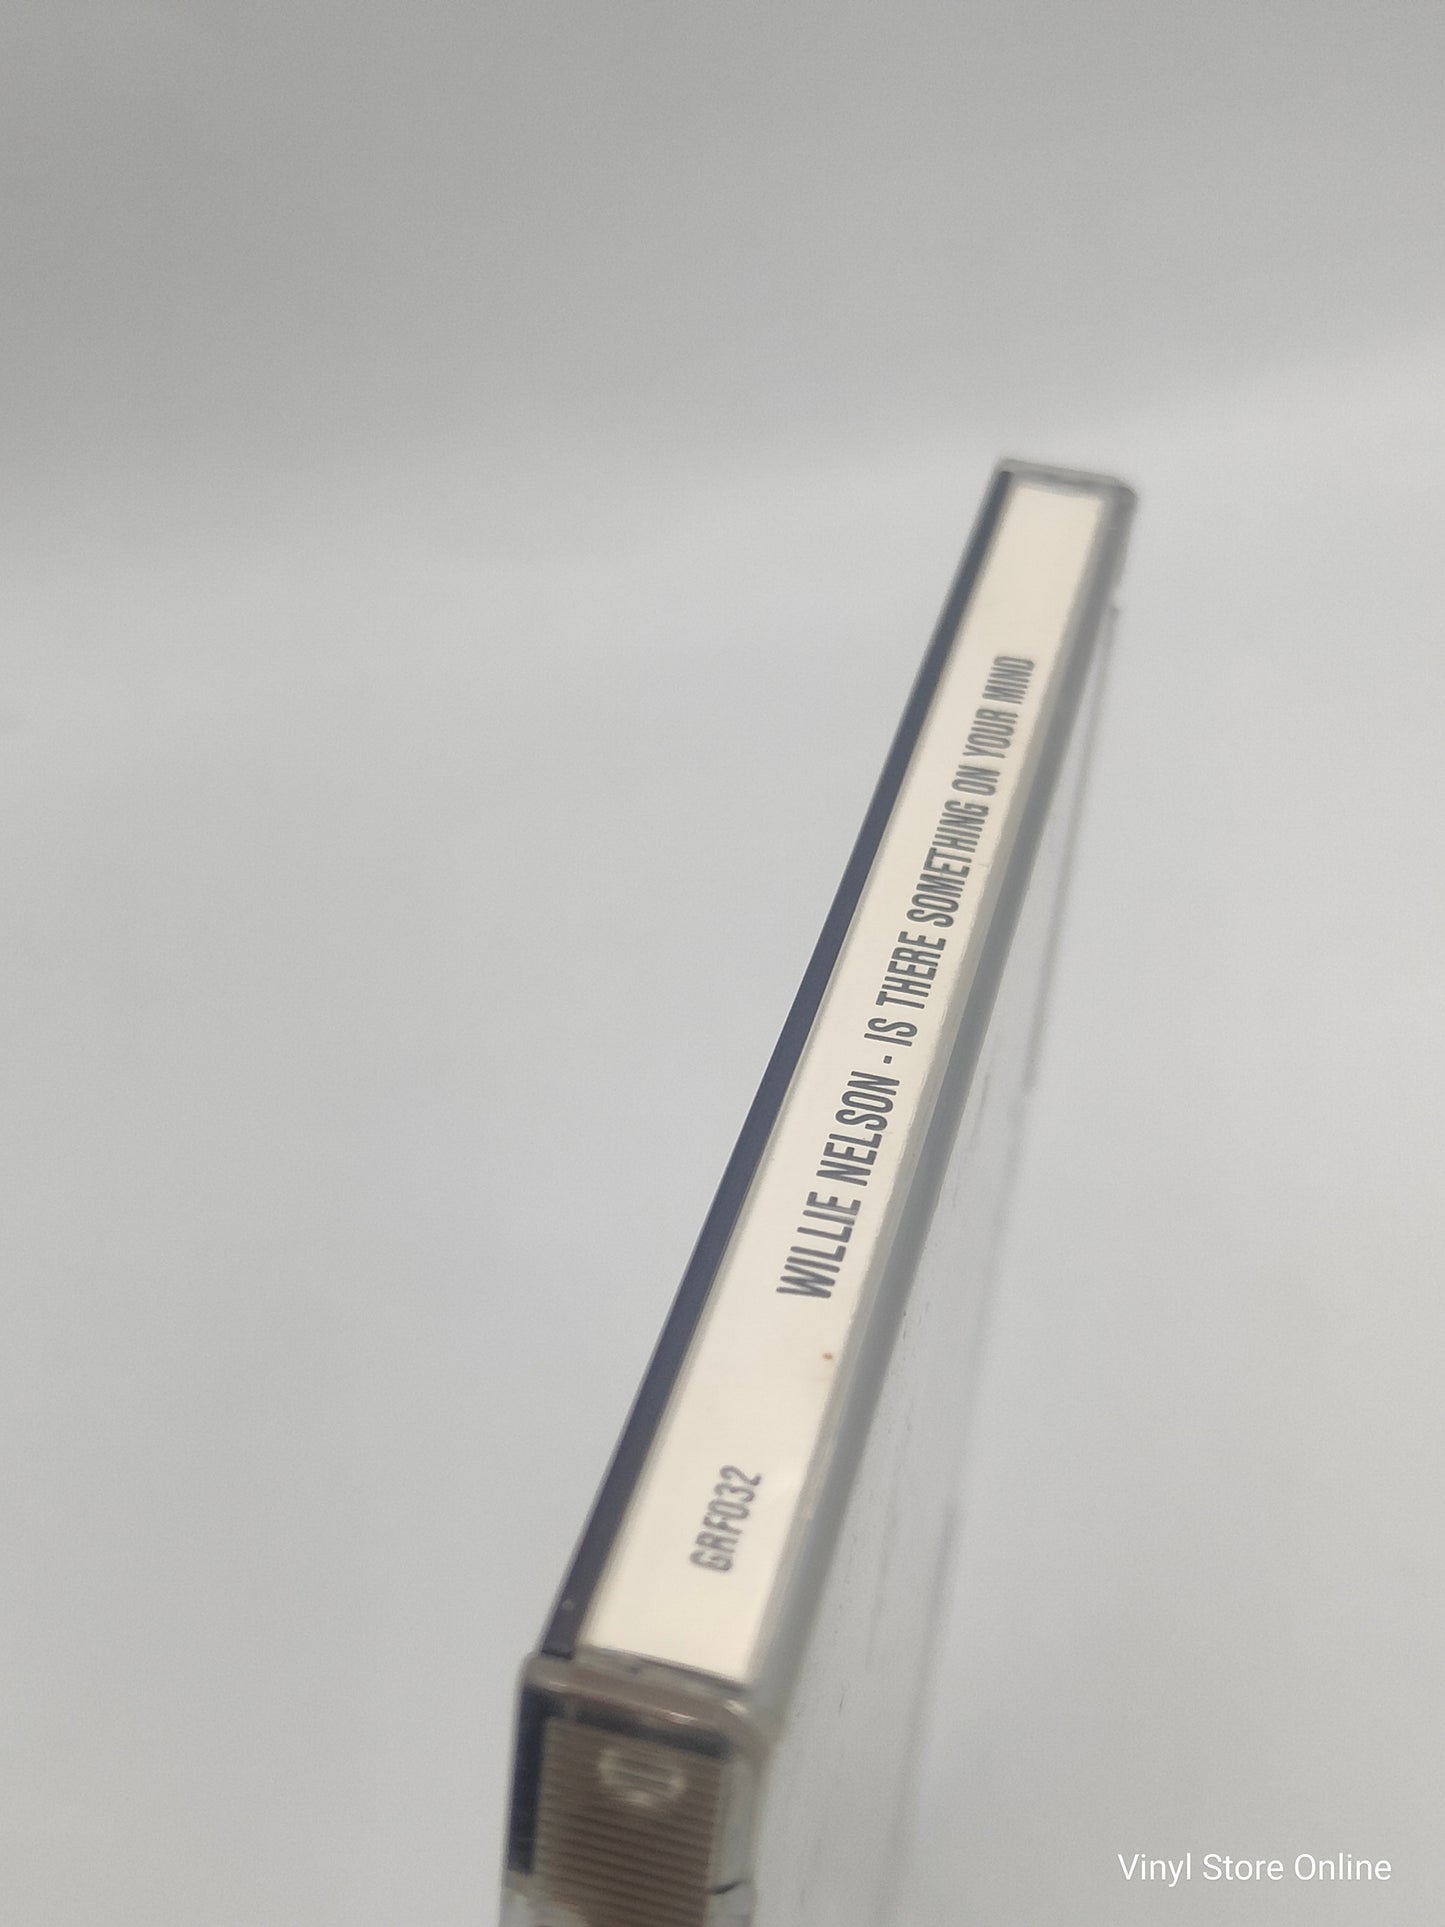 WILLIE NELSON - IS THERE SOMETHING ON YOUR MIND
GRF032
Vinyl Store Online